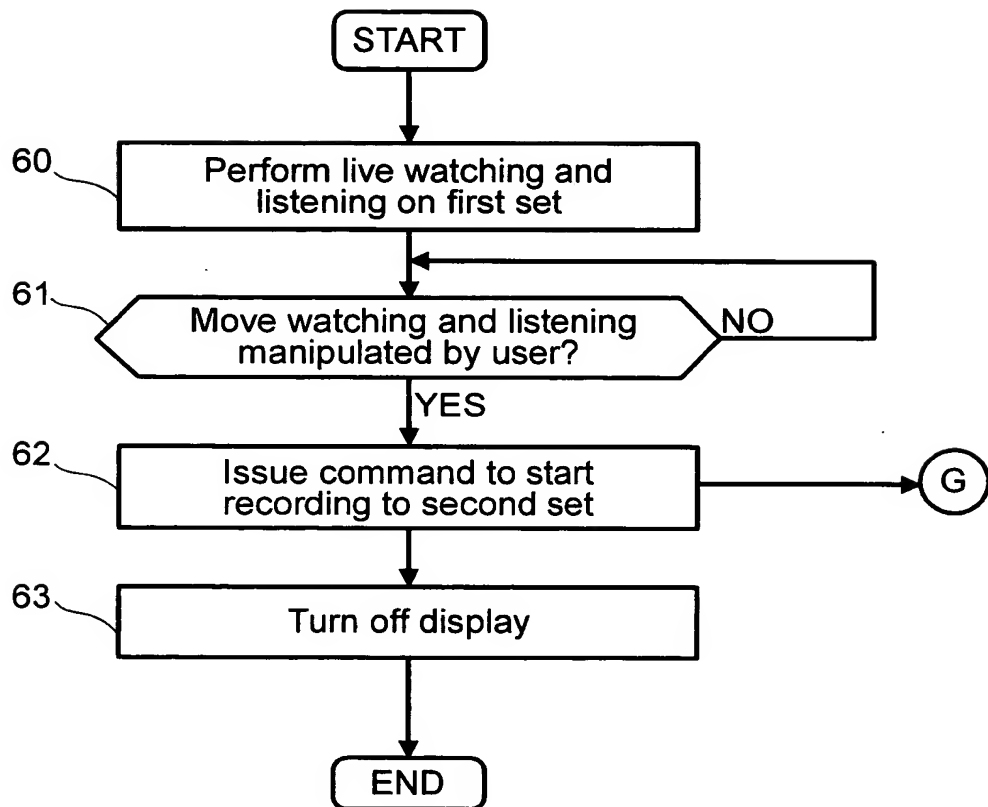 START
60
Perform live watching and
listening on first set
61
Move watching and listening
manipulated by user?
NO
YES
62
Issue command to start
recording to second set
G
63
Turn off display
END